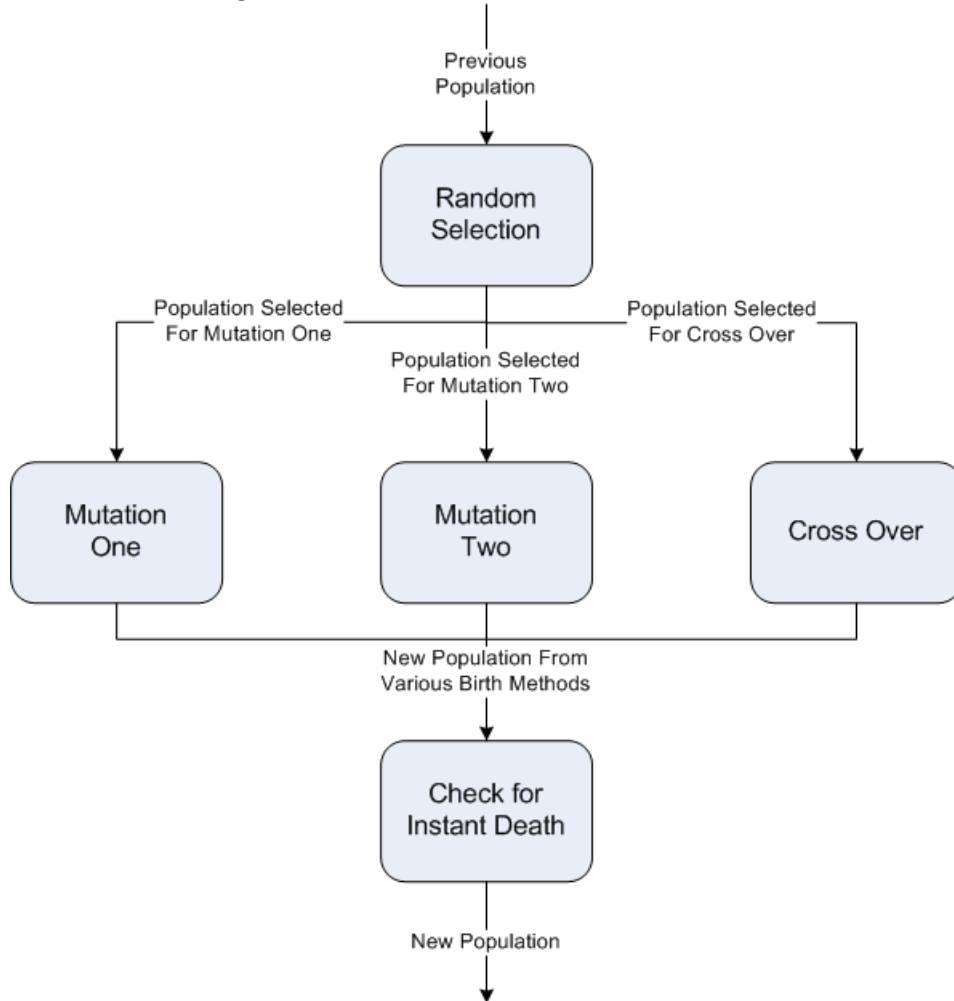 Previous
Population
Random
Selection
Population Selected
For Mutation One
Population Selected
For Mutation Two
Population Selected
For Cross Over
Mutation
One
Mutation
Two
Cross Over
New Population From
Various Birth Methods
Check for
Instant Death
New Population